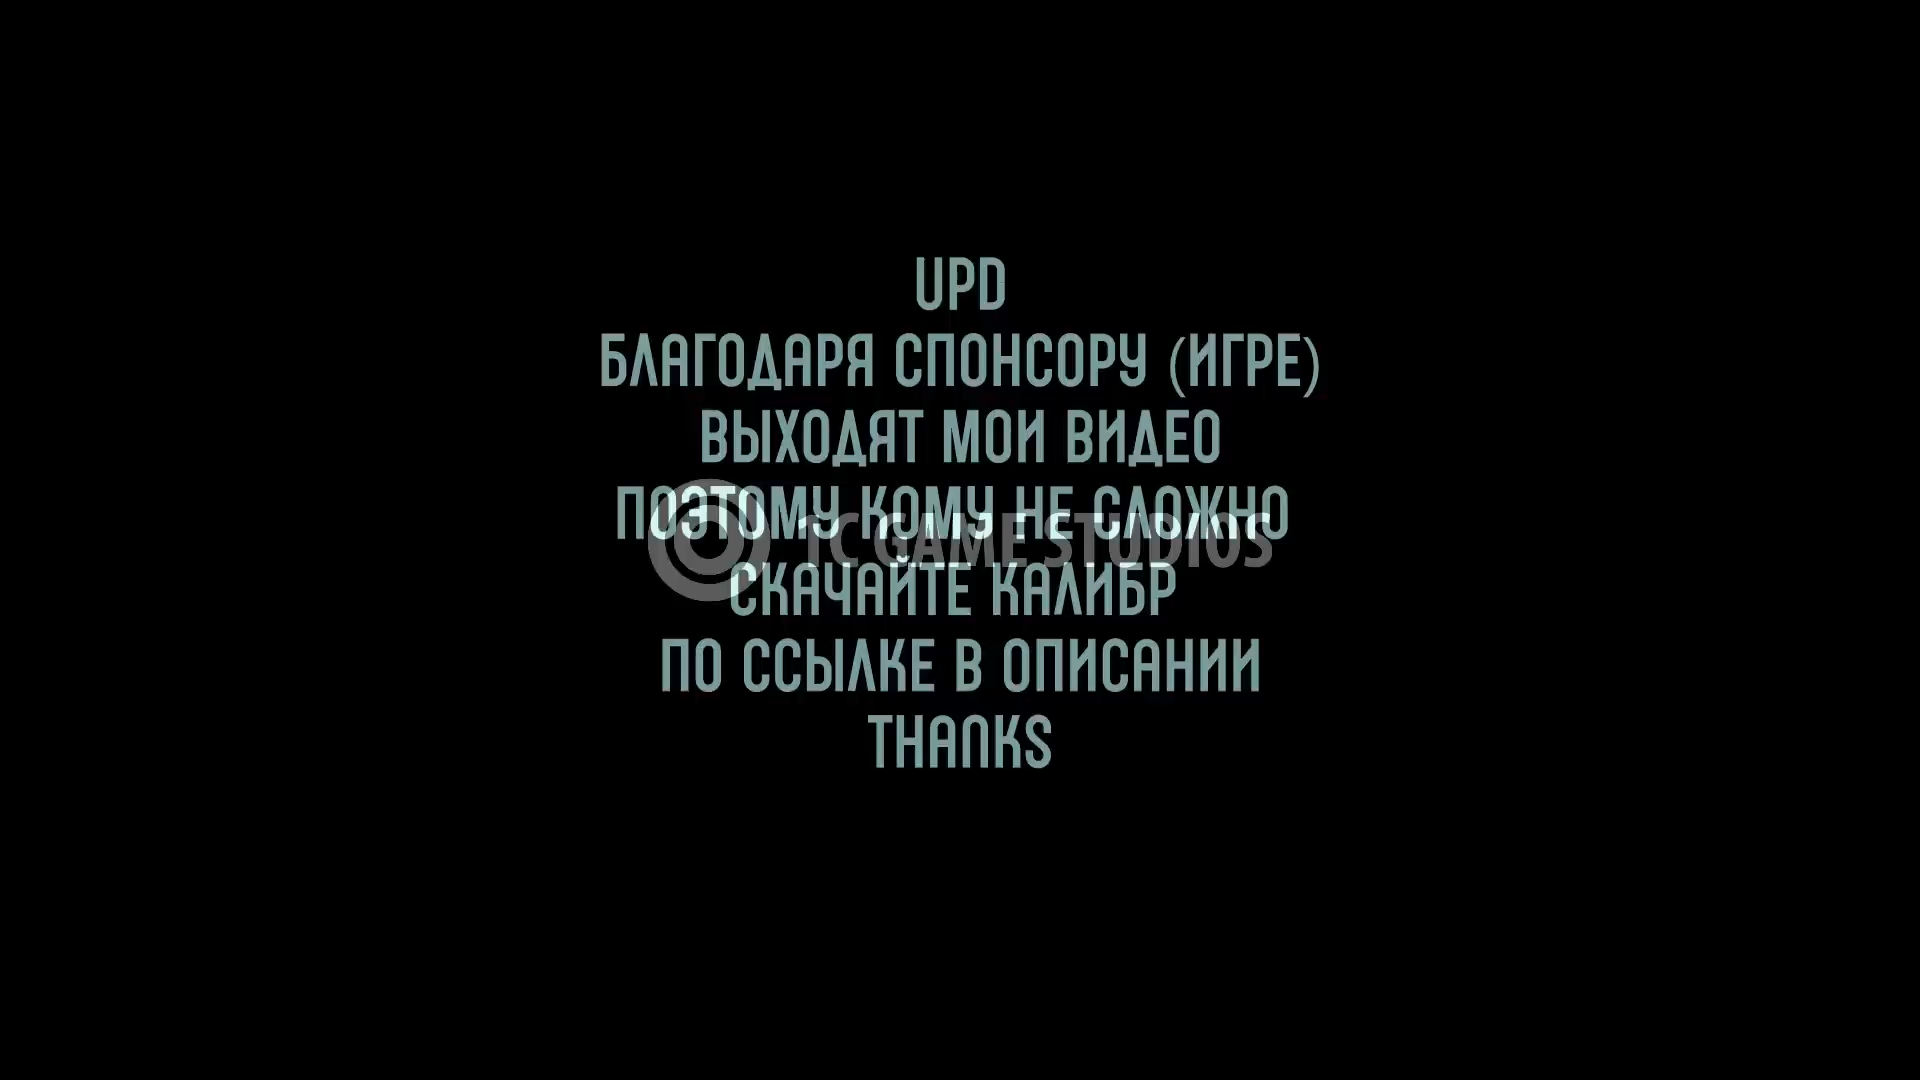 UPD
БЛАГОДАРЯ СПОНСОРУ (ИГРЕ)
ВЫХОДЯТ МОИ ВИДЕО
ПОЭТОМУ КОМУ НЕ СЛОЖНО
1C GAME STUDIOS
СКАЧАЙТЕ КАЛИБР
ПО ССЫЛКЕ В ОПИСАНИИ
THANKS